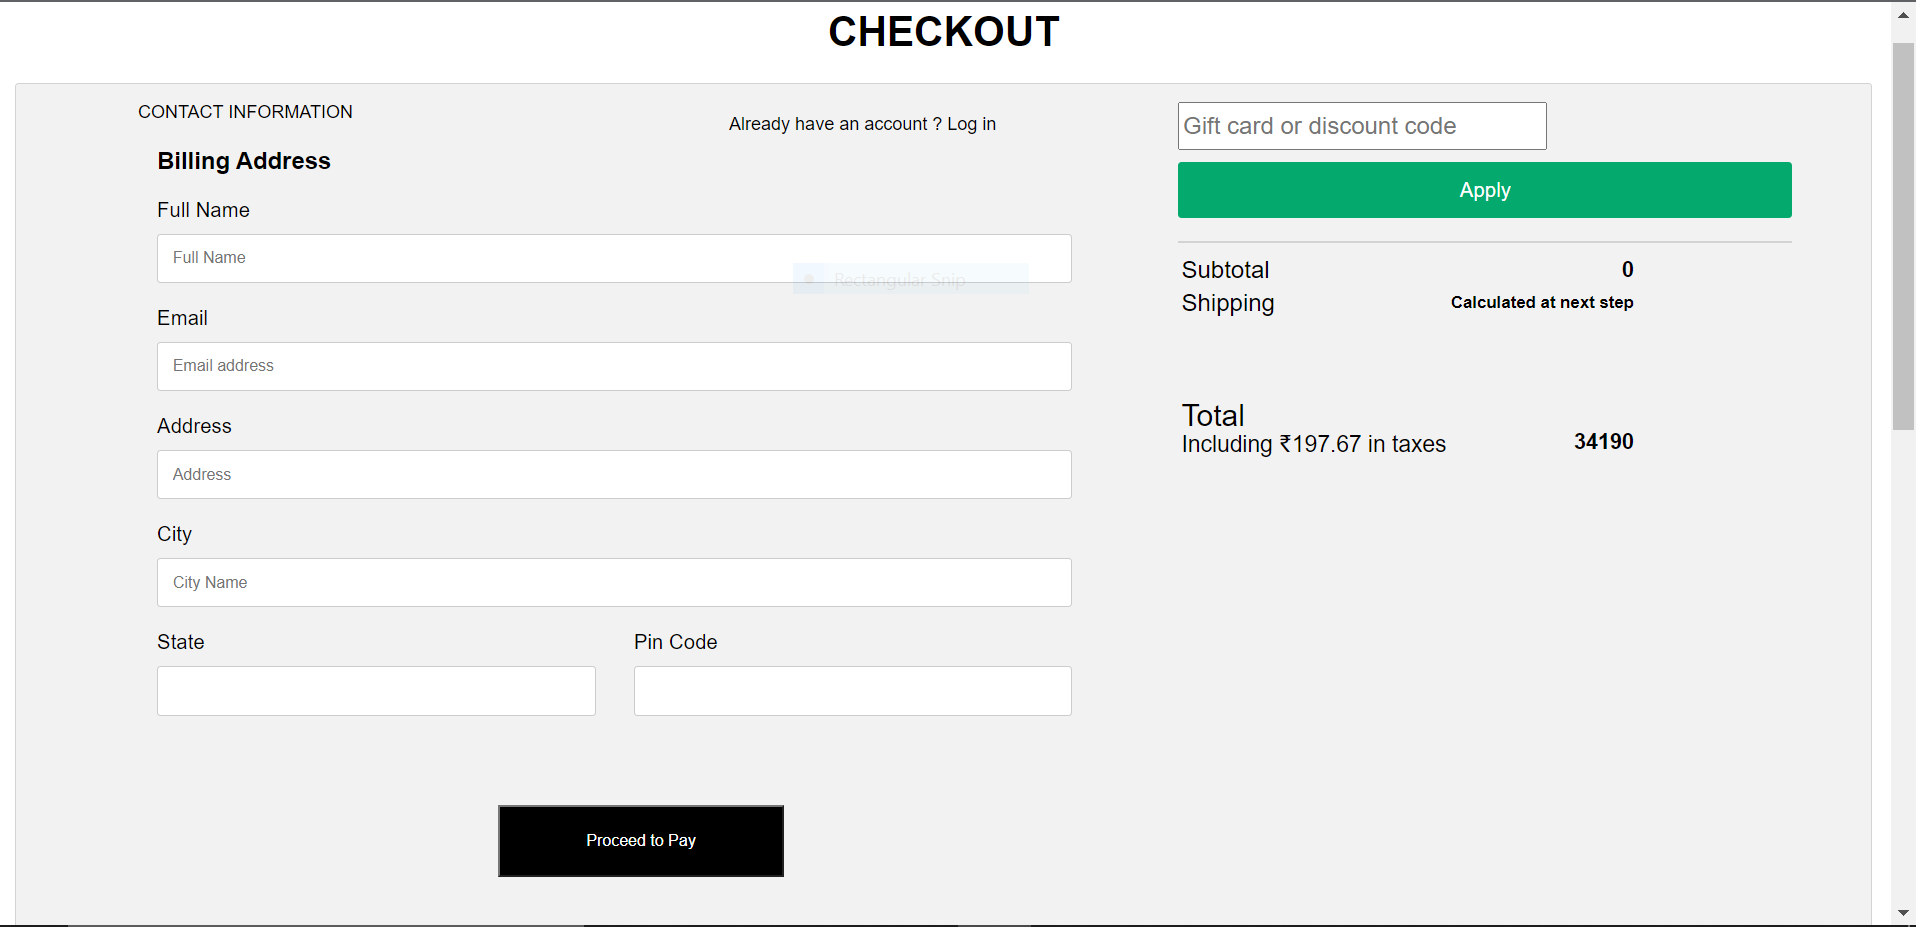 CHECKOUT
CONTACT INFORMATION
Already have an account ? Log in
Billing Address
Full Name
Full Name
Rectangular Snip
Email
Email address
Address
Address
City
City Name
State Pin Code
Proceed to Pay
Gift card or discount code
Apply
Subtotal 0
Shipping Calculated at next step
Total
Including ₹197.67 in taxes 34190